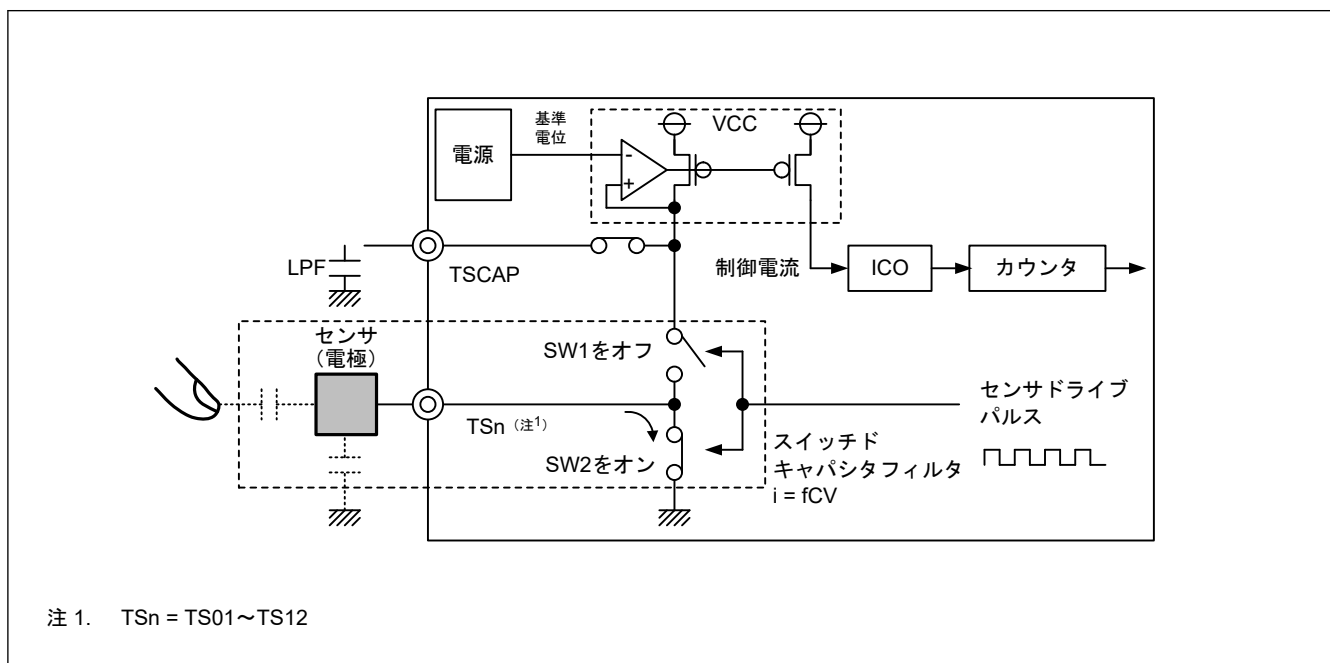 電源
基準
電位
-
+
VCC
LPF
TSCAP
制御電流
ICO
カウンタ
センサ
(電極)
SW1をオフ
TSn (注1)
SW2をオン
センサドライブ
パルス
スイッチド
キャパシタフィルタ
i = fCV
注 1. TSn = TS01～TS12